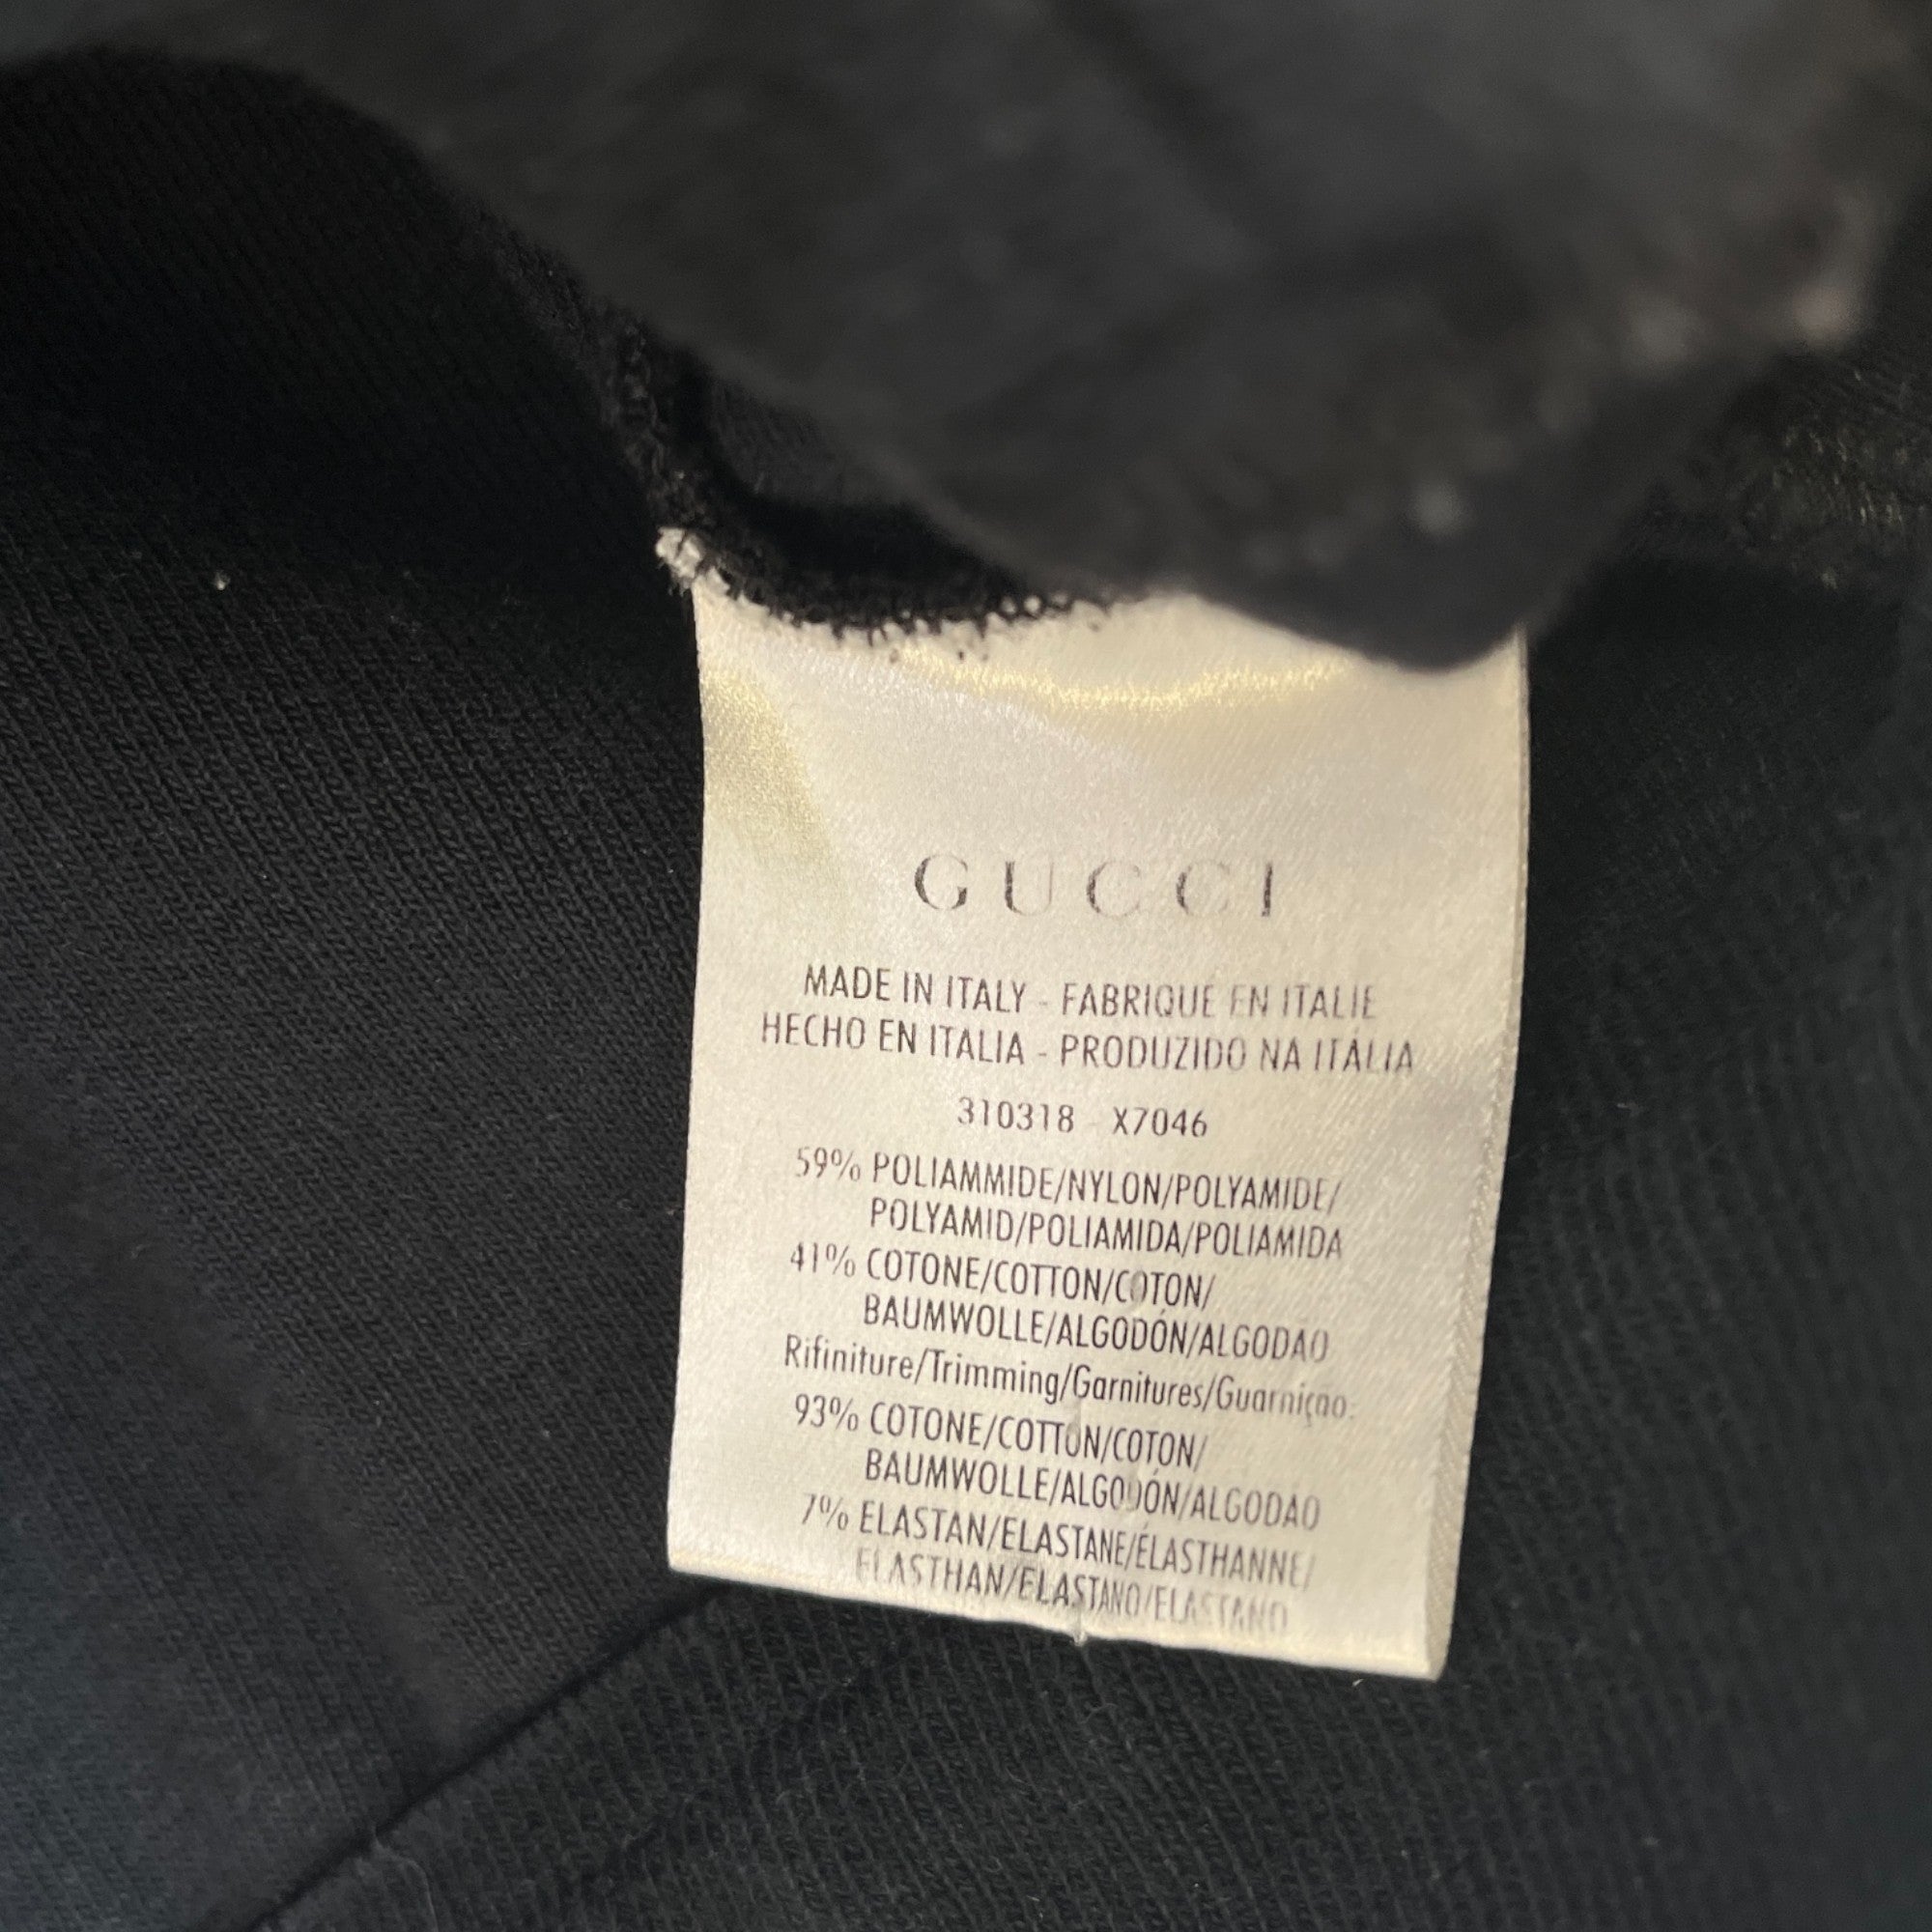 GUCCI
MADE IN ITALY - FABRIQUÉ EN ITALIE
HECHO EN ITALIA - PRODUZIDO NA ITÁLIA
310318 X7046
59% POLIAMMIDE/NYLON/POLYAMIDE/
POLYAMID/POLIAMIDA/POLIAMIDA
41% COTONE/COTTON/COTON/
BAUMWOLLE/ALGODÓN/ALGODAO
Rifiniture/Trimming/Garnitures/Guarniçao:
93% COTONE/COTTON/COTON/
BAUMWOLLE/ALGODÓN/ALGODAO
7% ELASTAN/ELASTANE/ÉLASTHANNE/
ELASTHAN/ELASTANO/ELASTANO